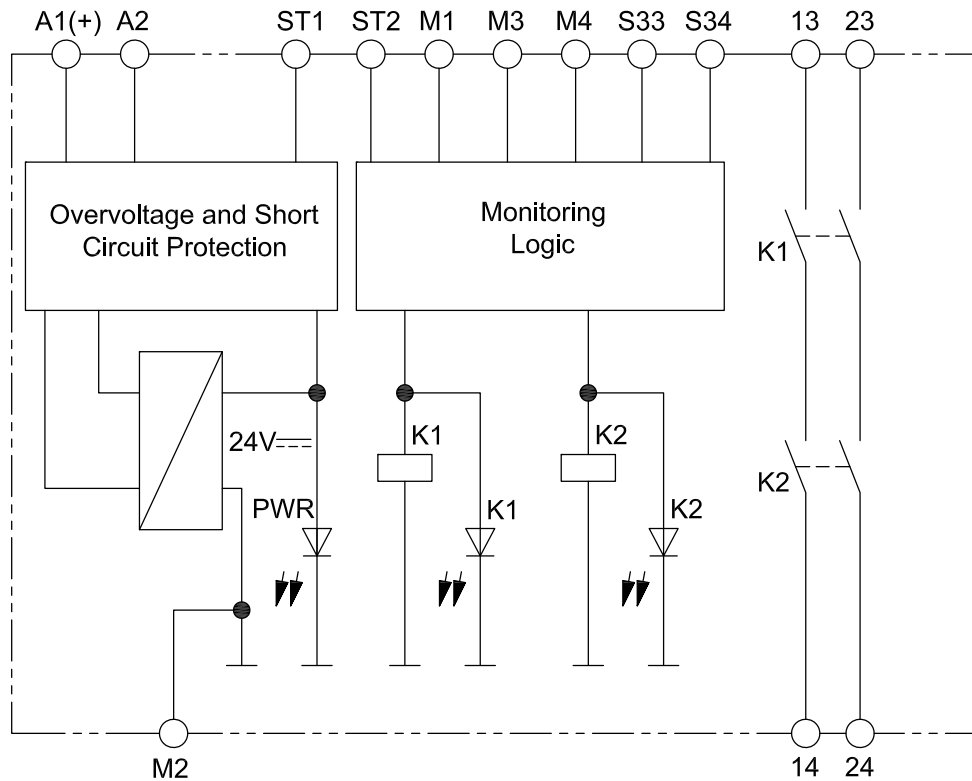 A1(+) A2 ST1 ST2 M1 M3 M4 S33 S34 13 23
Overvoltage and Short
Circuit Protection
Monitoring
Logic
K1
24V
K1
K2
K2
PWR
K1
K2
M2
14 24